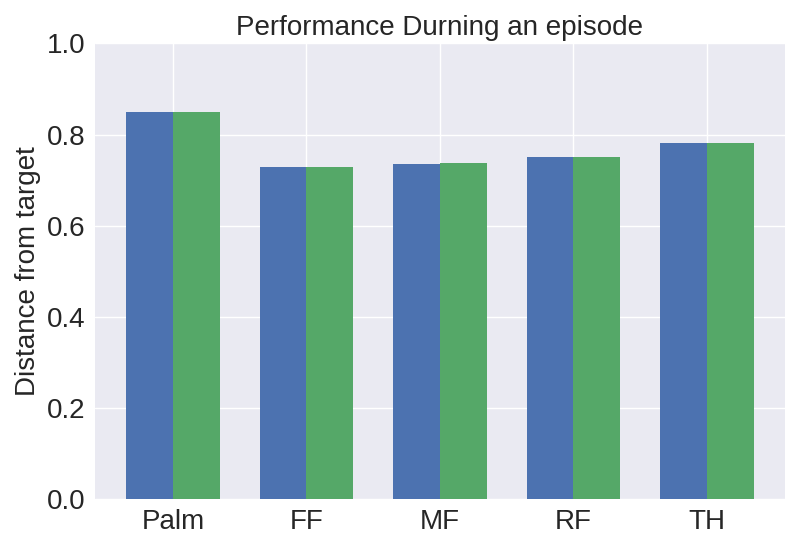 Performance Durning an episode
Distance from target
1.0
0.8
0.6
0.4
0.2
0.0
Palm FF MF RF TH